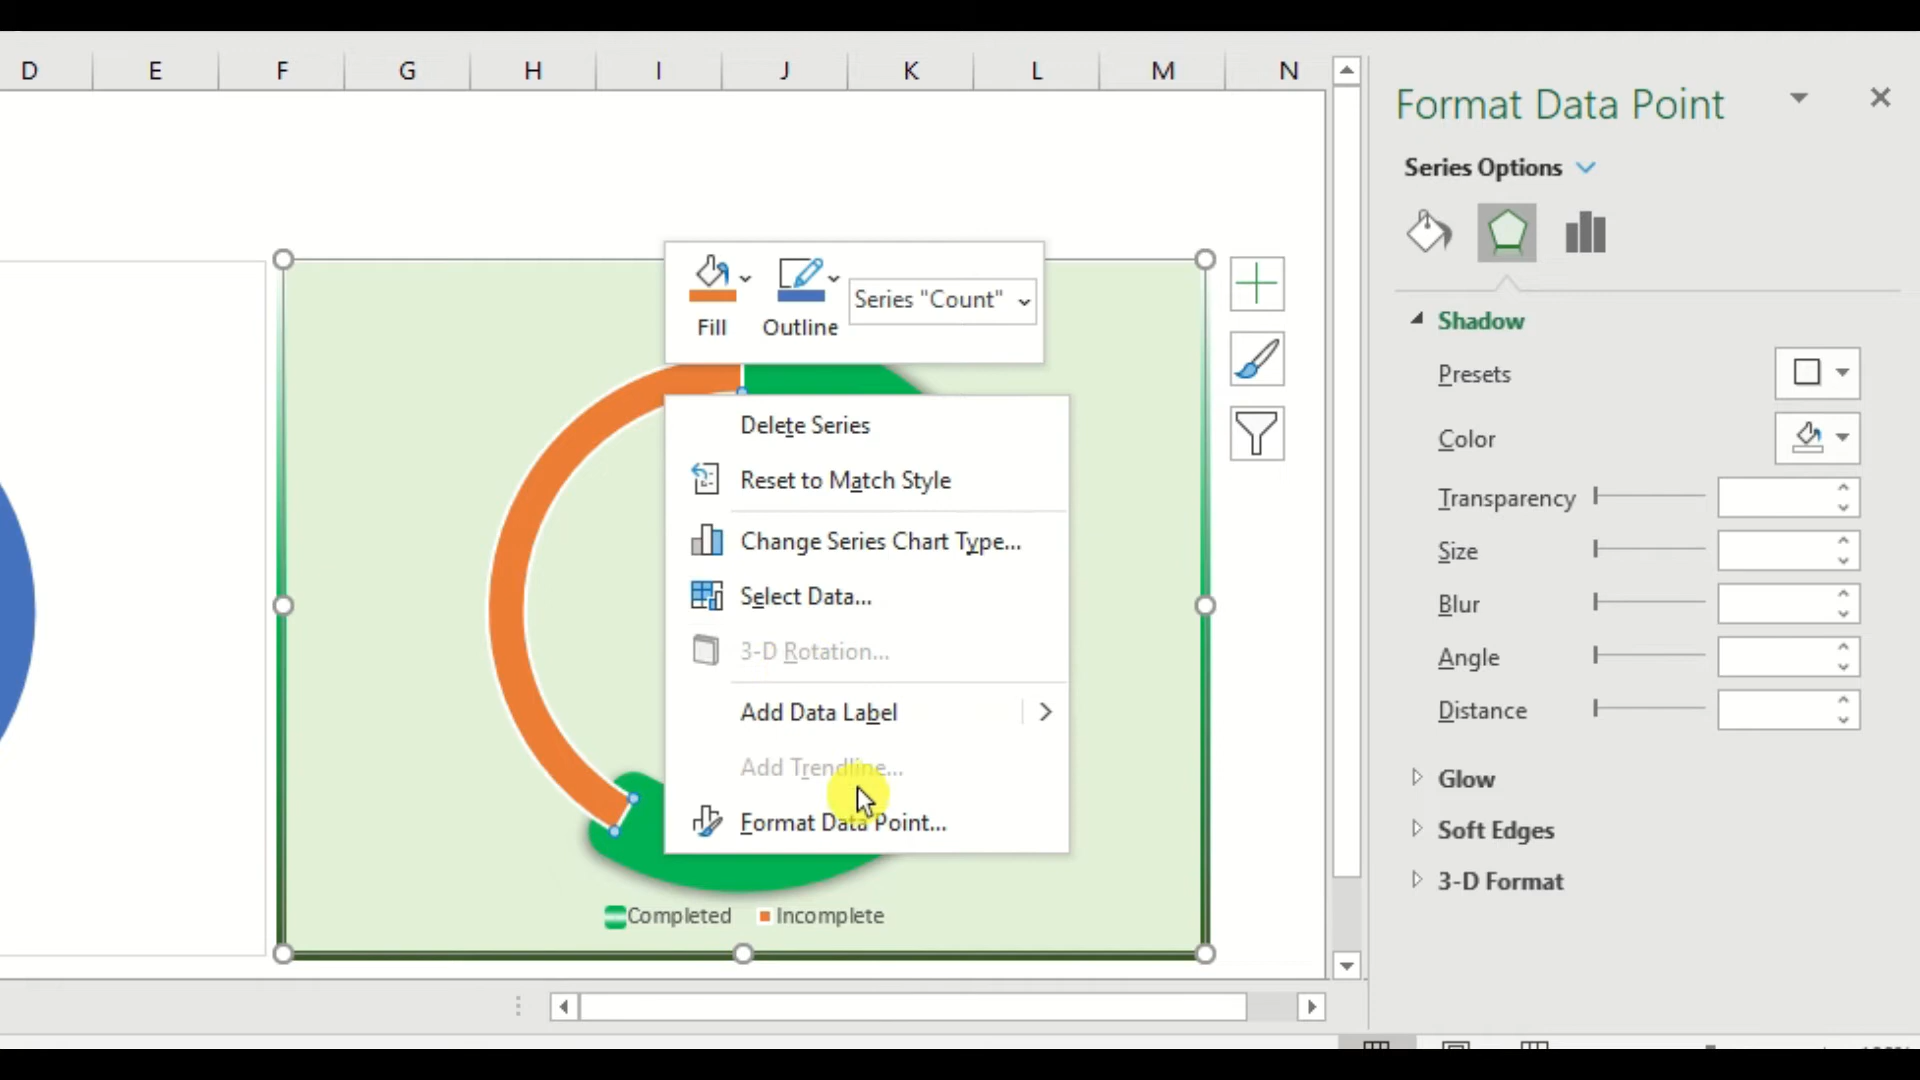 D E F G H I J K L M N
Format Data Point
Series Options
Fill
Outline
Series "Count"
Delete Series
Reset to Match Style
Change Series Chart Type...
Select Data...
3-D Rotation...
Add Data Label
Add Trendline...
Format Data Point...
Completed
Incomplete
Shadow
Presets
Color
Transparency
Size
Blur
Angle
Distance
Glow
Soft Edges
3-D Format